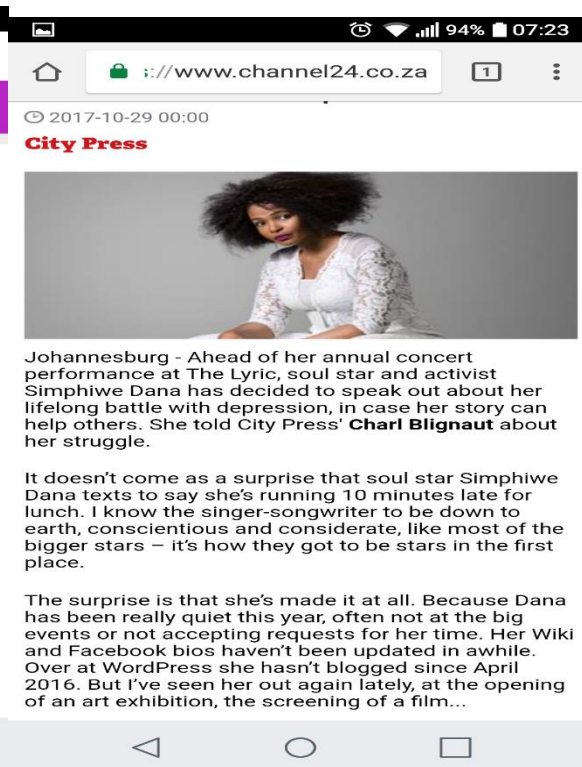 94% 07:23
://www.channel24.co.za 1
2017-10-29 00:00
City Press
Johannesburg - Ahead of her annual concert
performance at The Lyric, soul star and activist
Simphiwe Dana has decided to speak out about her
lifelong battle with depression, in case her story can
help others. She told City Press' Charl Blignaut about
her struggle.
It doesn't come as a surprise that soul star Simphiwe
Dana texts to say she's running 10 minutes late for
lunch. I know the singer-songwriter to be down to
earth, conscientious and considerate, like most of the
bigger stars – it's how they got to be stars in the first
place.
The surprise is that she's made it at all. Because Dana
has been really quiet this year, often not at the big
events or not accepting requests for her time. Her Wiki
and Facebook bios haven't been updated in awhile.
Over at WordPress she hasn't blogged since April
2016. But I've seen her out again lately, at the opening
of an art exhibition, the screening of a film...